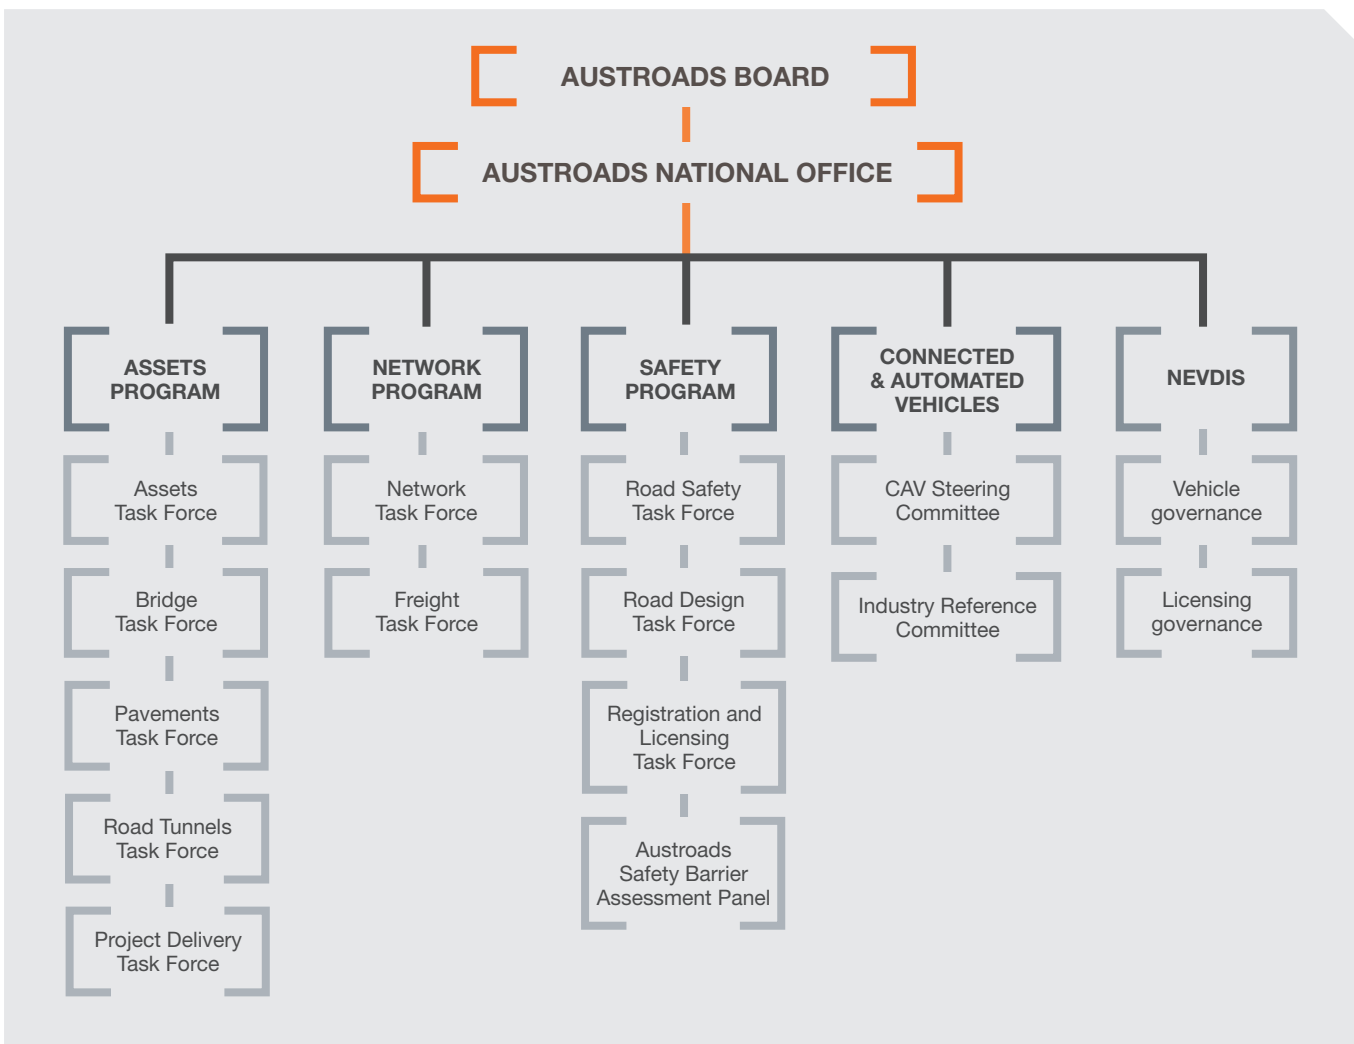 AUSTROADS BOARD
AUSTROADS NATIONAL OFFICE
ASSETS
PROGRAM
Assets
Task Force
Bridge
Task Force
Pavements
Task Force
Road Tunnels
Task Force
Project Delivery
Task Force
NETWORK
PROGRAM
Network
Task Force
Freight
Task Force
SAFETY
PROGRAM
Road Safety
Task Force
Road Design
Task Force
Registration and
Licensing
Task Force
Austroads
Safety Barrier
Assessment Panel
CONNECTED
& AUTOMATED
VEHICLES
CAV Steering
Committee
Industry Reference
Committee
NEVDIS
Vehicle
governance
Licensing
governance